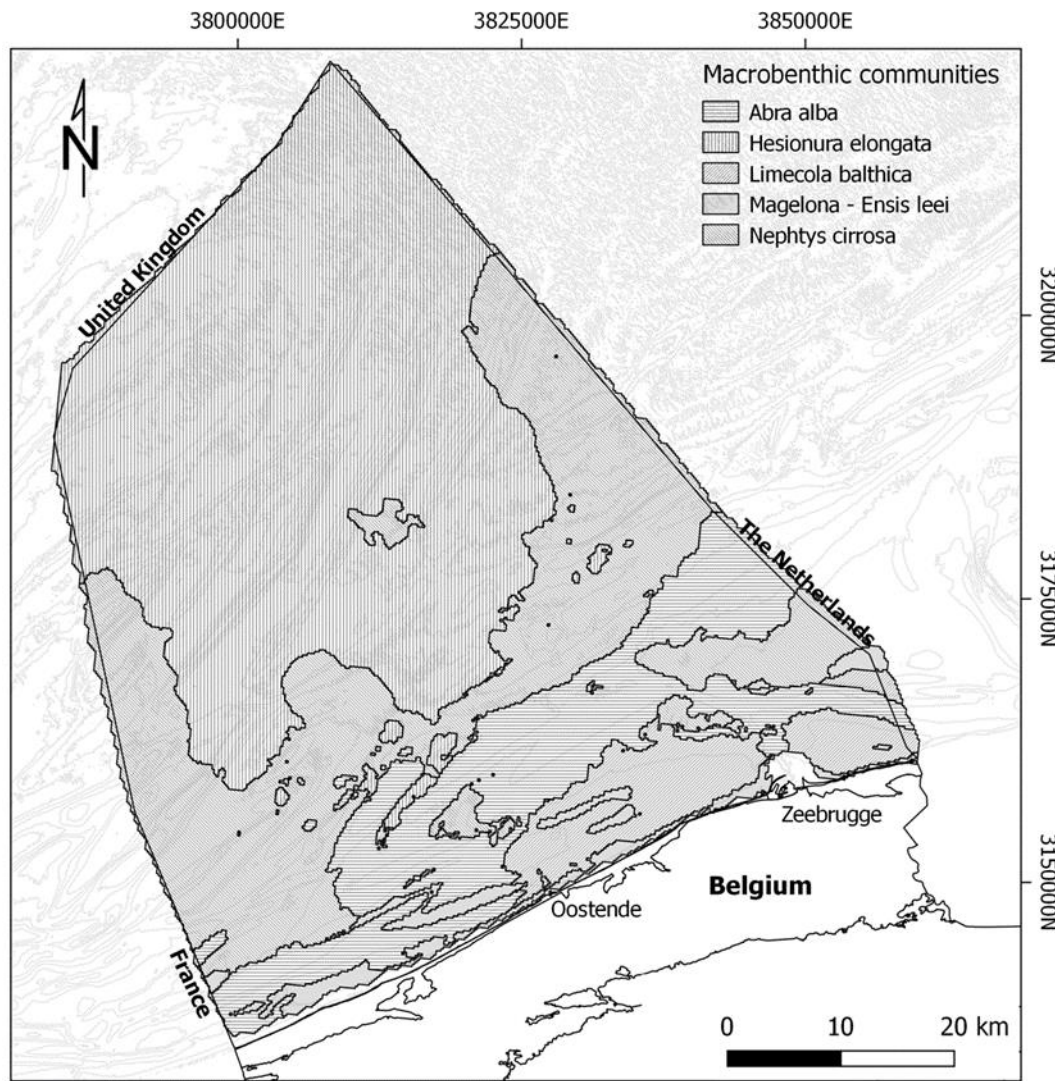 3800000E 3825000E 3850000E
Macrobenthic communities
Abra alba
Hesionura elongata
Limecola balthica
Magelona - Ensis leei
Nephtys cirrosa
N
United Kingdom
3200000N
The Netherlands
3175000N
Zeebrugge
Belgium
3150000N
Oostende
France
0 10 20 km